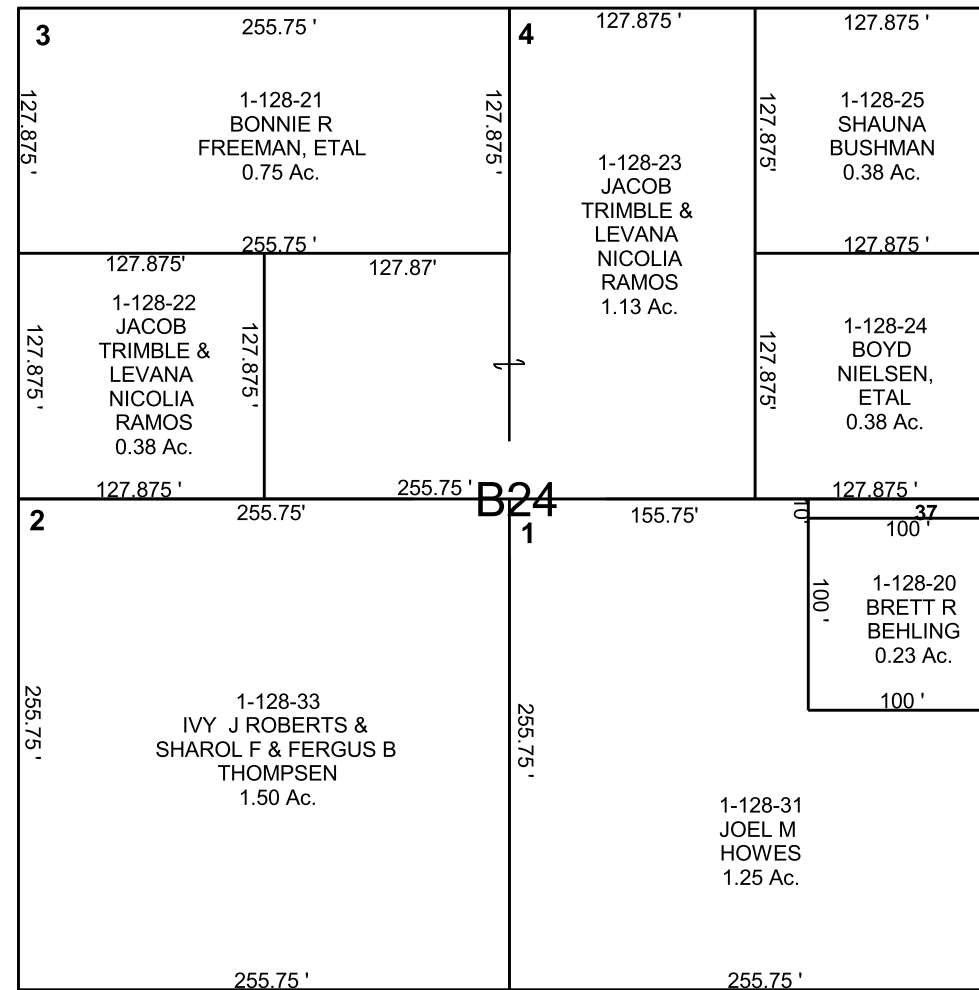 3
255.75 '
127.875 '
127.875 '
1-128-21
BONNIE R
FREEMAN, ETAL
0.75 Ac.
255.75 '
4
127.875 '
1-128-23
JACOB
TRIMBLE &
LEVANA
NICOLIA
RAMOS
1.13 Ac.
127.875 '
127.875'
1-128-25
SHAUNA
BUSHMAN
0.38 Ac.
127.875 '
127.875'
127.875 '
1-128-22
JACOB
TRIMBLE &
LEVANA
NICOLIA
RAMOS
0.38 Ac.
127.875 '
127.875 '
127.87'
255.75 '
127.875'
1-128-24
BOYD
NIELSEN,
ETAL
0.38 Ac.
127.875 '
B24
2
255.75'
255.75 '
1-128-33
IVY J ROBERTS &
SHAROL F & FERGUS B
THOMPSEN
1.50 Ac.
255.75 '
1
155.75'
10'
37
100 '
100 '
1-128-20
BRETT R
BEHLING
0.23 Ac.
100 '
255.75 '
1-128-31
JOEL M
HOWES
1.25 Ac.
255.75 '